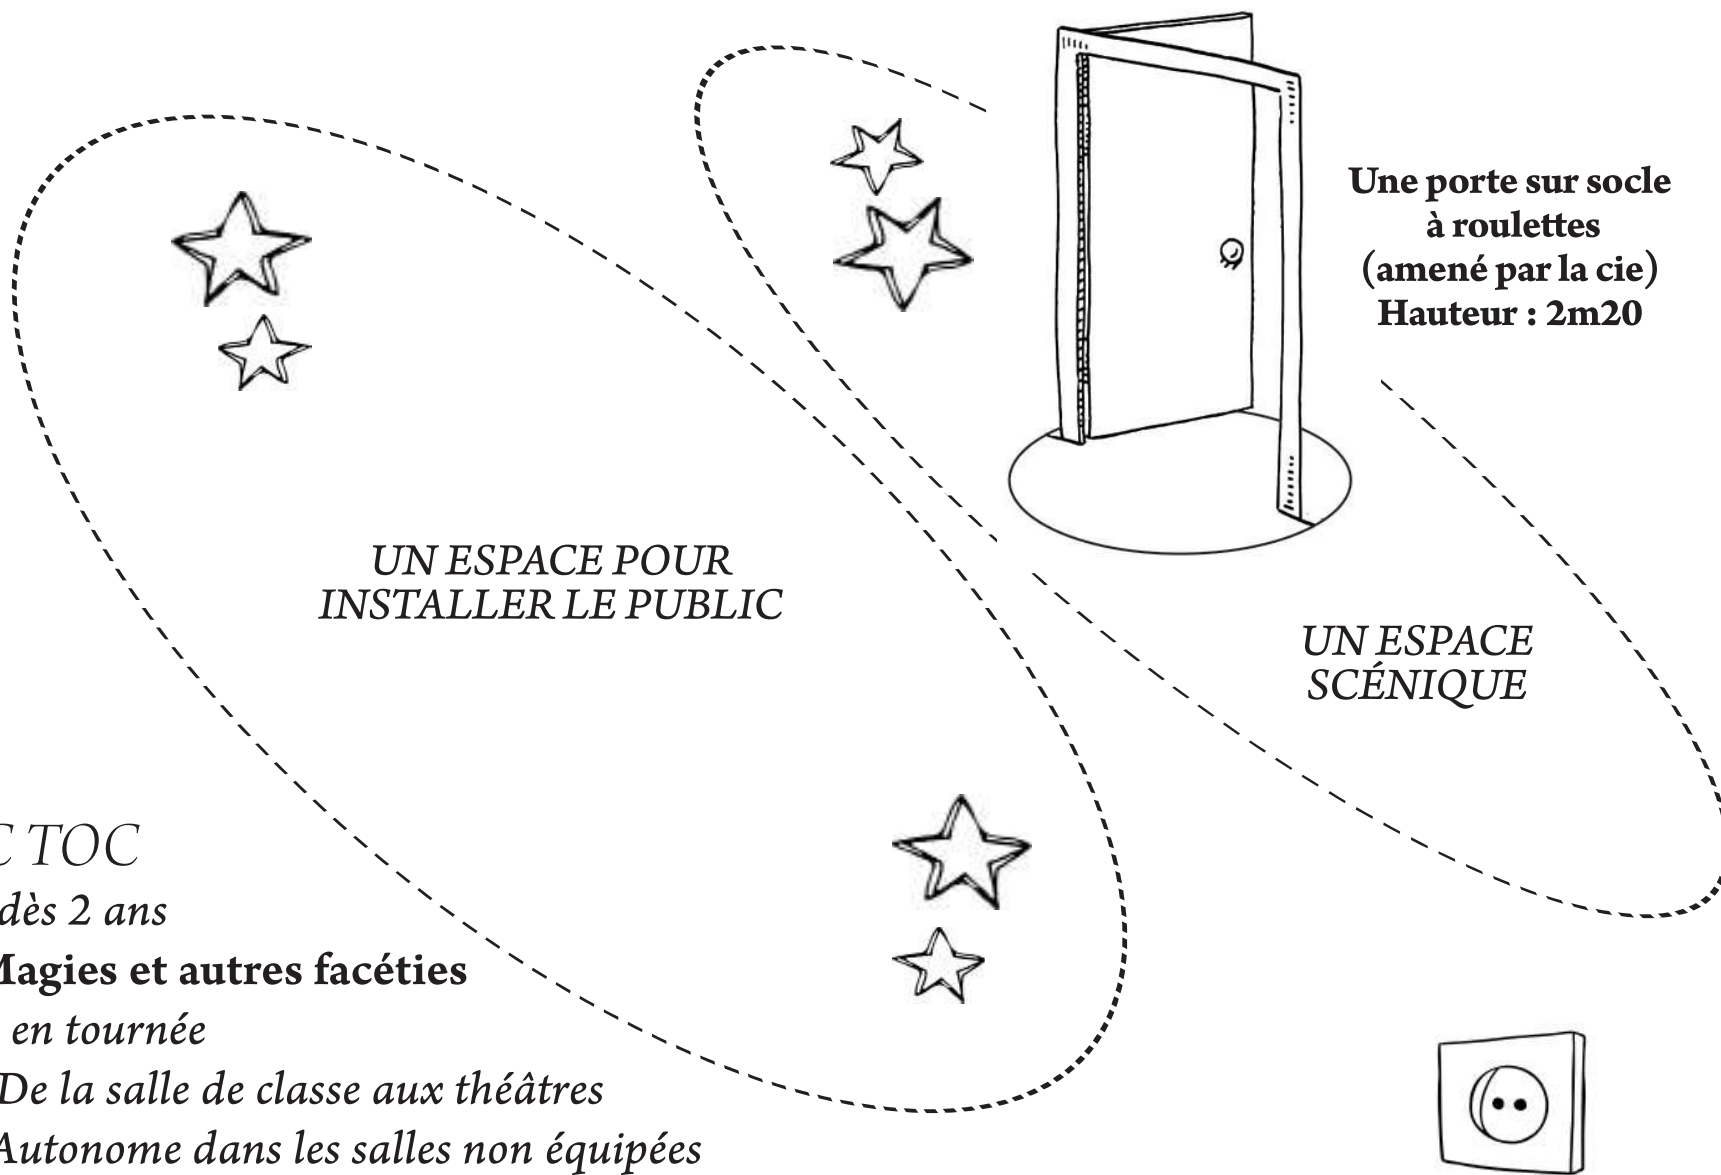 Une porte sur socle
à roulettes
(amené par la cie)
Hauteur : 2m20
UN ESPACE POUR
INSTALLER LE PUBLIC
UN ESPACE
SCÉNIQUE
C TOC
dès 2 ans
Magies et autres facéties
en tournée
De la salle de classe aux théâtres
Autonome dans les salles non équipées